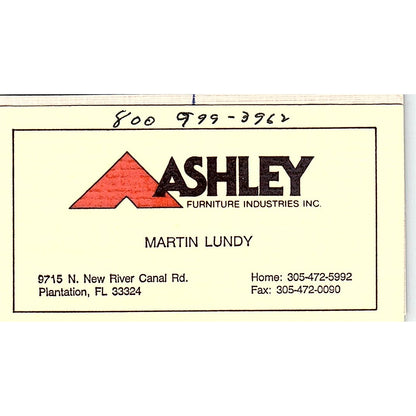 800 999-3962
ASHLEY
FURNITURE INDUSTRIES INC.
MARTIN LUNDY
9715 N. New River Canal Rd.
Plantation, FL 33324
Home: 305-472-5992
Fax: 305-472-0090